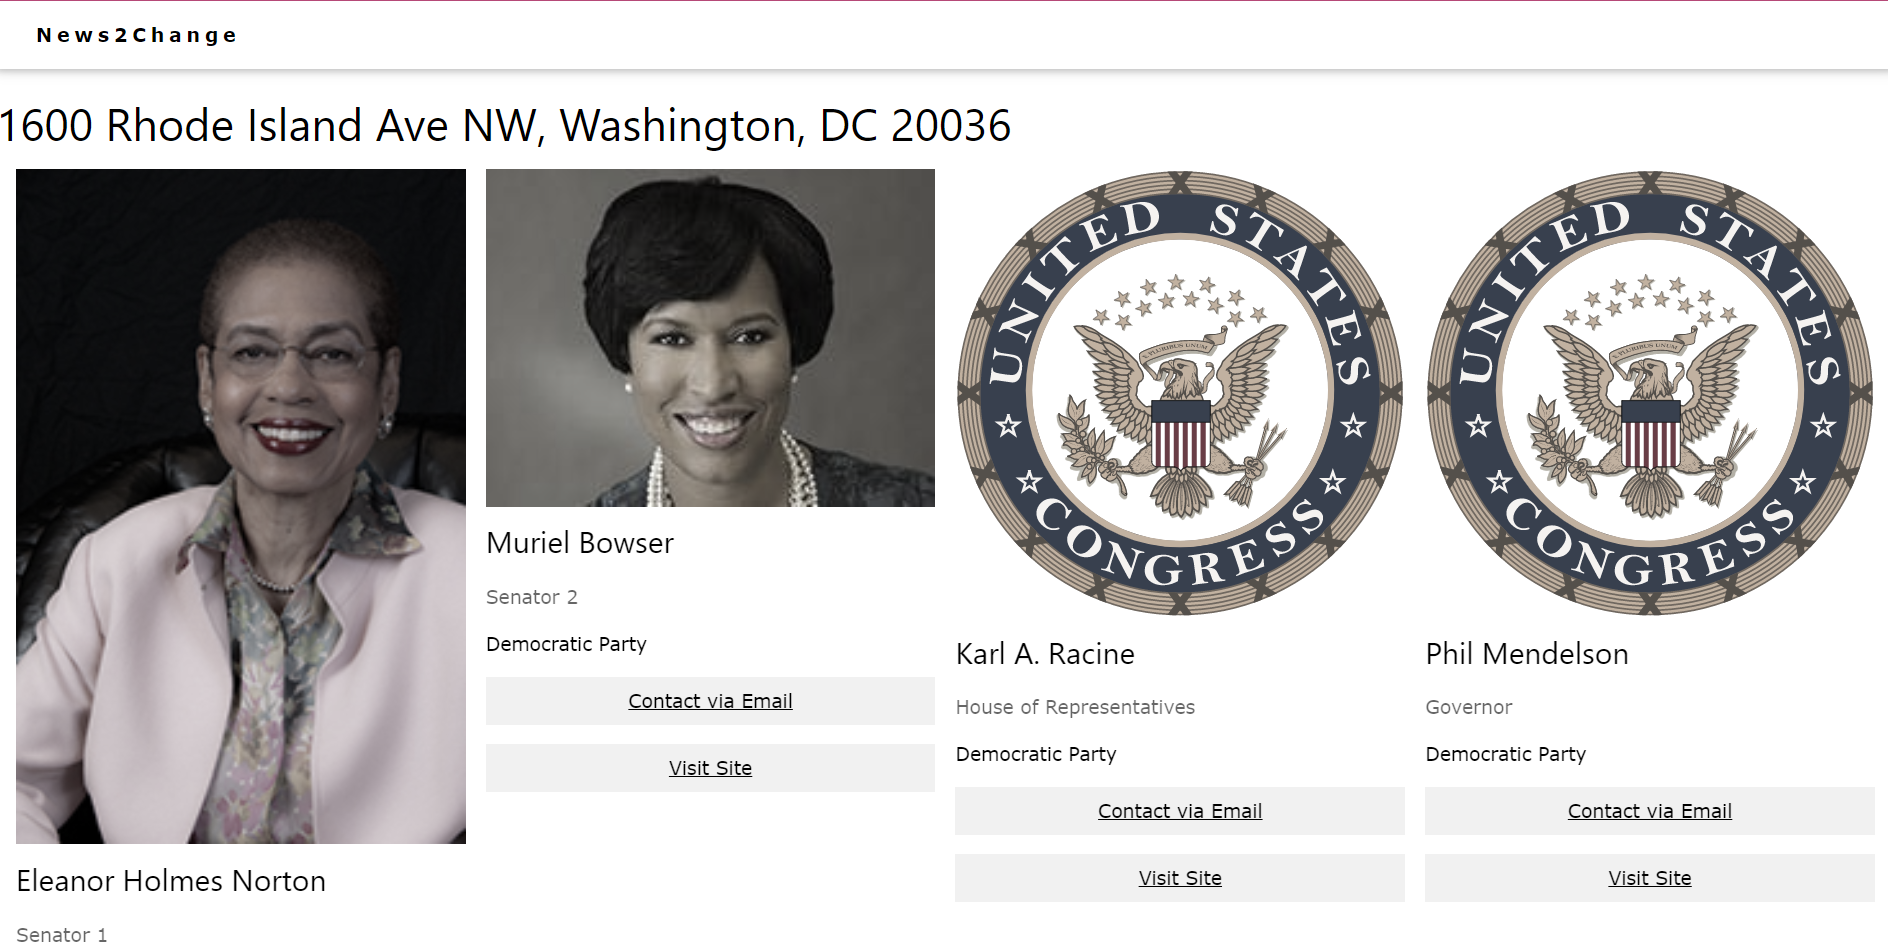 News2Change
1600 Rhode Island Ave NW, Washington, DC 20036
Eleanor Holmes Norton
Senator 1
Muriel Bowser
Senator 2
Democratic Party
Contact via Email
Visit Site
UNITED STATES
E PLURIBUS UNUM
CONGRESS
Karl A. Racine
House of Representatives
Democratic Party
Contact via Email
Visit Site
UNITED STATES
E PLURIBUS UNUM
CONGRESS
Phil Mendelson
Governor
Democratic Party
Contact via Email
Visit Site